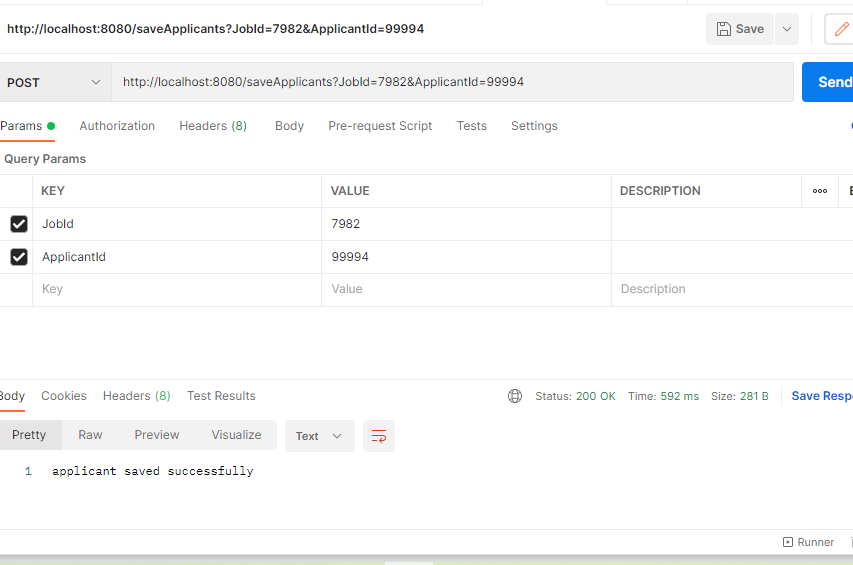 http://localhost:8080/saveApplicants?JobId=7982&ApplicantId=99994
Save
POST
http://localhost:8080/saveApplicants?JobId=7982&ApplicantId=99994
Send
Params
Authorization
Headers (8)
Body
Pre-request Script
Tests
Settings
Query Params
KEY
VALUE
DESCRIPTION
JobId
7982
ApplicantId
99994
Key
Value
Description
Body
Cookies
Headers (8)
Test Results
Status: 200 OK
Time: 592 ms
Size: 281 B
Save Resp
Pretty
Raw
Preview
Visualize
Text
1 applicant saved successfully
Runner